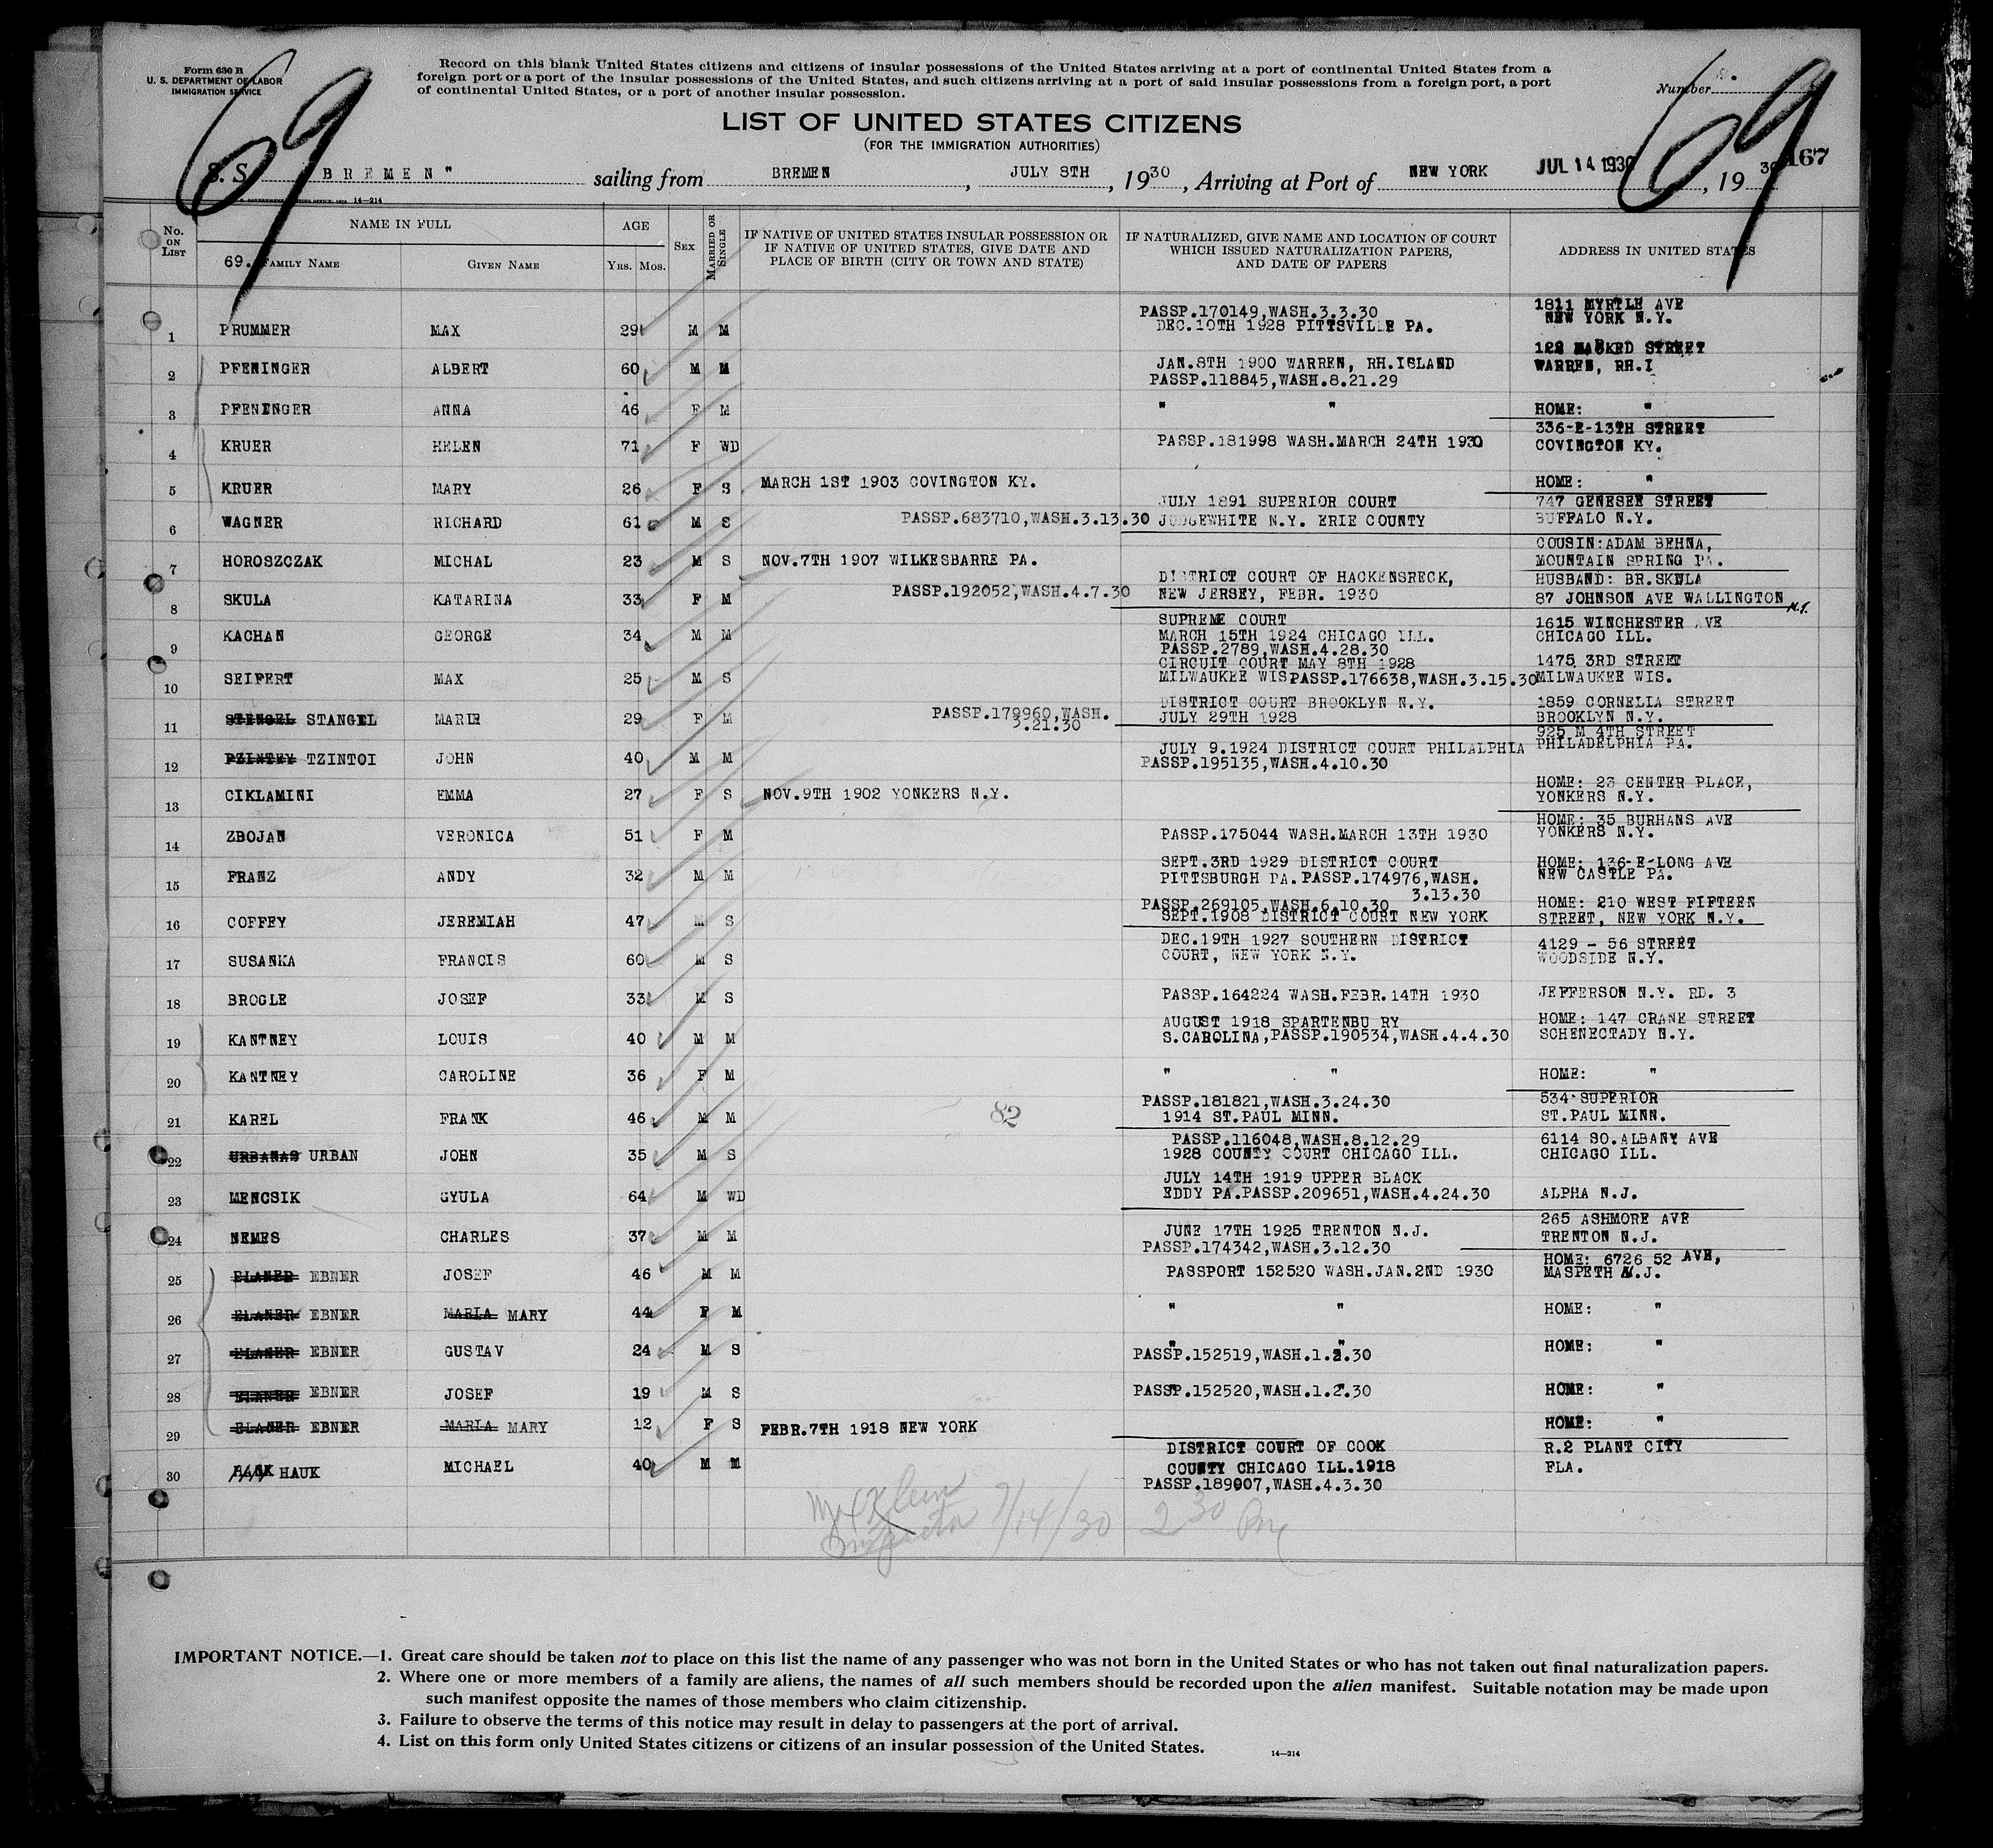 Form 630 B
U. S. DEPARTMENT OF LABOR
IMMIGRATION SERVICE
Record on this blank United States citizens and citizens of insular possessions of the United States arriving at a port of continental United States from a
foreign port or a port of the insular possessions of the United States, and such citizens arriving at a port of said insular possessions from a foreign port, a port
of continental United States, or a port of another insular possession.
Number
69
69
167
LIST OF UNITED STATES CITIZENS
(FOR THE IMMIGRATION AUTHORITIES)
S. S. "BREMEN" sailing from BREMEN, JULY 8TH, 1930, Arriving at Port of NEW YORK JUL 14 1930, 1930
14—214
No. ON LIST
NAME IN FULL
69. FAMILY NAME GIVEN NAME
AGE
YRS. MOS.
SEX
MARRIED OR SINGLE
IF NATIVE OF UNITED STATES INSULAR POSSESSION OR
IF NATIVE OF UNITED STATES, GIVE DATE AND
PLACE OF BIRTH (CITY OR TOWN AND STATE)
IF NATURALIZED, GIVE NAME AND LOCATION OF COURT
WHICH ISSUED NATURALIZATION PAPERS,
AND DATE OF PAPERS
ADDRESS IN UNITED STATES
1 PRUMMER MAX 29 M M PASSP.170149,WASH.3.3.30
DEC.10TH 1928 PITTSVILLE PA.
1811 MYRTLE AVE
NEW YORK N.Y.
2 PFENINGER ALBERT 60 M M JAN.8TH 1900 WARREN, RH.ISLAND
PASSP.118845,WASH.8.21.29
STREET
WARREN, RH.I
3 PFENENGER ANNA 46 F M " " HOME: "
4 KRUER HELEN 71 F WD PASSP.181998 WASH.MARCH 24TH 1930
336-E-13TH STREET
COVINGTON KY.
5 KRUER MARY 26 F S MARCH 1ST 1903 COVINGTON KY. HOME: "
6 WAGNER RICHARD 61 M S PASSP.683710,WASH.3.13.30
JULY 1891 SUPERIOR COURT
JUDGEWHITE N.Y. ERIE COUNTY
747 GENESEE STREET
BUFFALO N.Y.
7 HOROSZCZAK MICHAL 23 M S NOV.7TH 1907 WILKESBARRE PA.
COUSIN:ADAM BEHNA,
MOUNTAIN SPRING PA.
8 SKULA KATARINA 33 F M PASSP.192052,WASH.4.7.30
DISTRICT COURT OF HACKENSRECK,
NEW JERSEY, FEBR. 1930
HUSBAND: BR.SKULA
87 JOHNSON AVE WALLINGTON N.J.
9 KACHAN GEORGE 34 M M SUPREME COURT
MARCH 15TH 1924 CHICAGO ILL.
PASSP.2789,WASH.4.28.30
1615 WINCHESTER AVE
CHICAGO ILL.
10 SEIFERT MAX 25 M S CIRCUIT COURT MAY 8TH 1928
MILWAUKEE WIS PASSP.176638,WASH.3.15.30
1475 3RD STREET
MILWAUKEE WIS.
11 STENGEL STANGEL MARIE 29 F M PASSP.179960,WASH.
3.21.30
DISTRICT COURT BROOKLYN N.Y.
JULY 29TH 1928
1859 CORNELIA STREET
BROOKLYN N.Y.
12 PZINTEY TZINTOI JOHN 40 M M JULY 9.1924 DISTRICT COURT PHILALPHIA
PASSP.195135,WASH.4.10.30
925 M 4TH STREET
PHILADELPHIA PA.
13 CIKLAMINI EMMA 27 F S NOV.9TH 1902 YONKERS N.Y.
HOME: 23 CENTER PLACE,
YONKERS N.Y.
14 ZBOJAN VERONICA 51 F M PASSP.175044 WASH.MARCH 13TH 1930
HOME: 35 BURHANS AVE
YONKERS N.Y.
15 FRANZ ANDY 32 M M SEPT.3RD 1929 DISTRICT COURT
PITTSBURGH PA.PASSP.174976,WASH.
3.13.30
HOME: 136-E-LONG AVE
NEW CASTLE PA.
16 COFFEY JEREMIAH 47 M S PASSP.269105,WASH.6.10.30
SEPT.1908 DISTRICT COURT NEW YORK
HOME: 210 WEST FIFTEEN
STREET, NEW YORK N.Y.
17 SUSANKA FRANCIS 60 M S DEC.19TH 1927 SOUTHERN DISTRICT
COURT, NEW YORK N.Y.
4129 - 56 STREET
WOODSIDE N.Y.
18 BROGLE JOSEF 33 M S PASSP.164224 WASH.FEBR.14TH 1930 JEFFERSON N.Y. RD. 3
19 KANTNEY LOUIS 40 M M AUGUST 1918 SPARTENBU RY
S.CAROLINA,PASSP.190534,WASH.4.4.30
HOME: 147 CRANE STREET
SCHENECTADY N.Y.
20 KANTNEY CAROLINE 36 F M " " HOME: "
21 KAREL FRANK 46 M M 82 PASSP.181821,WASH.3.24.30
1914 ST.PAUL MINN.
534 SUPERIOR
ST.PAUL MINN.
22 URBANAS URBAN JOHN 35 M S PASSP.116048,WASH.8.12.29
1928 COUNTY COURT CHICAGO ILL.
6114 SO.ALBANY AVE
CHICAGO ILL.
23 MENCSIK GYULA 64 M WD JULY 14TH 1919 UPPER BLACK
EDDY PA.PASSP.209651,WASH.4.24.30
ALPHA N.J.
24 NEMES CHARLES 37 M M JUNE 17TH 1925 TRENTON N.J.
PASSP.174342,WASH.3.12.30
265 ASHMORE AVE
TRENTON N.J.
25 ELANER EBNER JOSEF 46 M M PASSPORT 152520 WASH.JAN.2ND 1930
HOME: 6726 52 AVE,
MASPETH N.J.
26 ELANER EBNER MARIA MARY 44 F M " " HOME: "
27 ELANER EBNER GUSTAV 24 M S " "
PASSP.152519,WASH.1.2.30 HOME: "
28 ELANER EBNER JOSEF 19 M S PASSP.152520,WASH.1.2.30 HOME: "
29 ELANER EBNER MARIA MARY 12 F S FEBR.7TH 1918 NEW YORK HOME: "
30 HAUK MICHAEL 40 M M DISTRICT COURT OF COOK
COUNTY CHICAGO ILL.1918
PASSP.189007,WASH.4.3.30
R.2 PLANT CITY
FLA.
Klein
Inspector 7/14/30 2 30 Pm
IMPORTANT NOTICE.—1. Great care should be taken not to place on this list the name of any passenger who was not born in the United States or who has not taken out final naturalization papers.
2. Where one or more members of a family are aliens, the names of all such members should be recorded upon the alien manifest. Suitable notation may be made upon
such manifest opposite the names of those members who claim citizenship.
3. Failure to observe the terms of this notice may result in delay to passengers at the port of arrival.
4. List on this form only United States citizens or citizens of an insular possession of the United States.
14—214